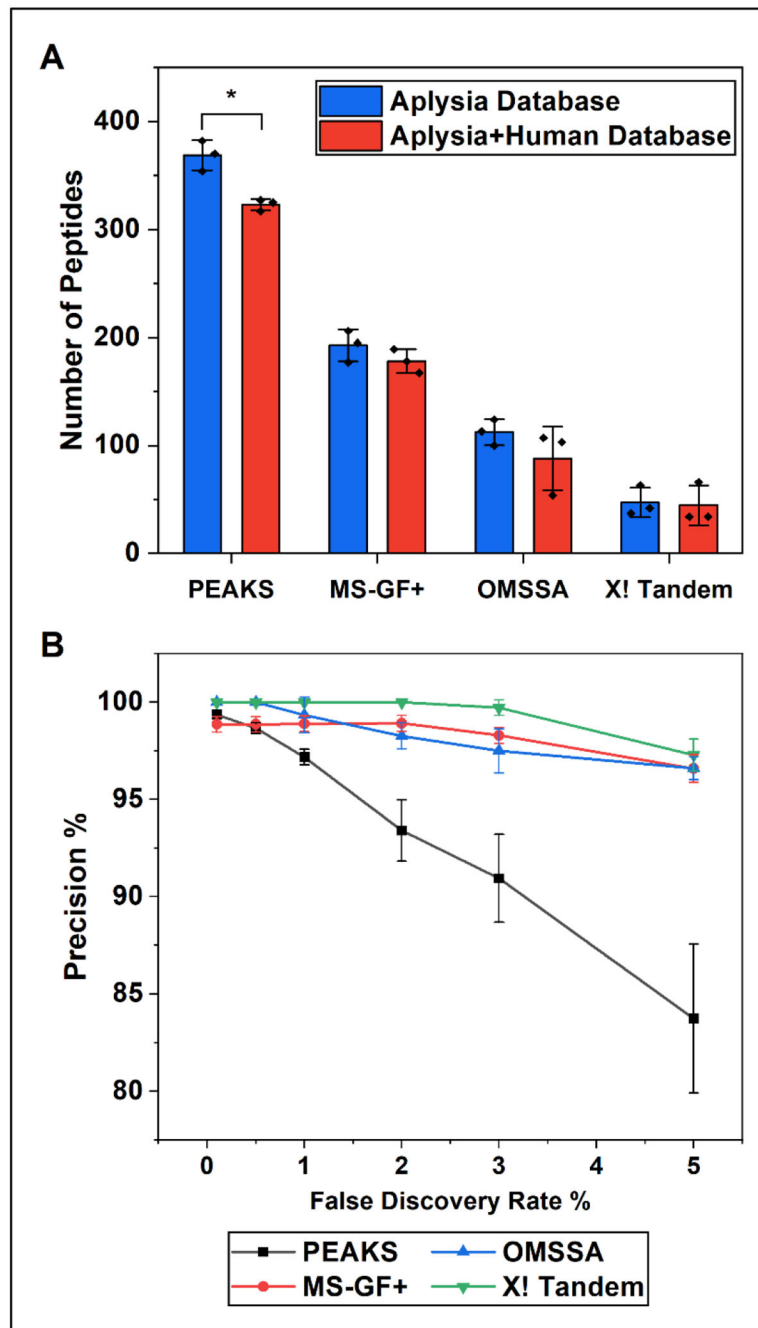 A
*
Aplysia Database
Aplysia+Human Database
Number of Peptides
400
300
200
100
0
PEAKS MS-GF+ OMSSA X! Tandem
B
Precision %
100
95
90
85
80
0 1 2 3 4 5
False Discovery Rate %
PEAKS OMSSA
MS-GF+ X! Tandem